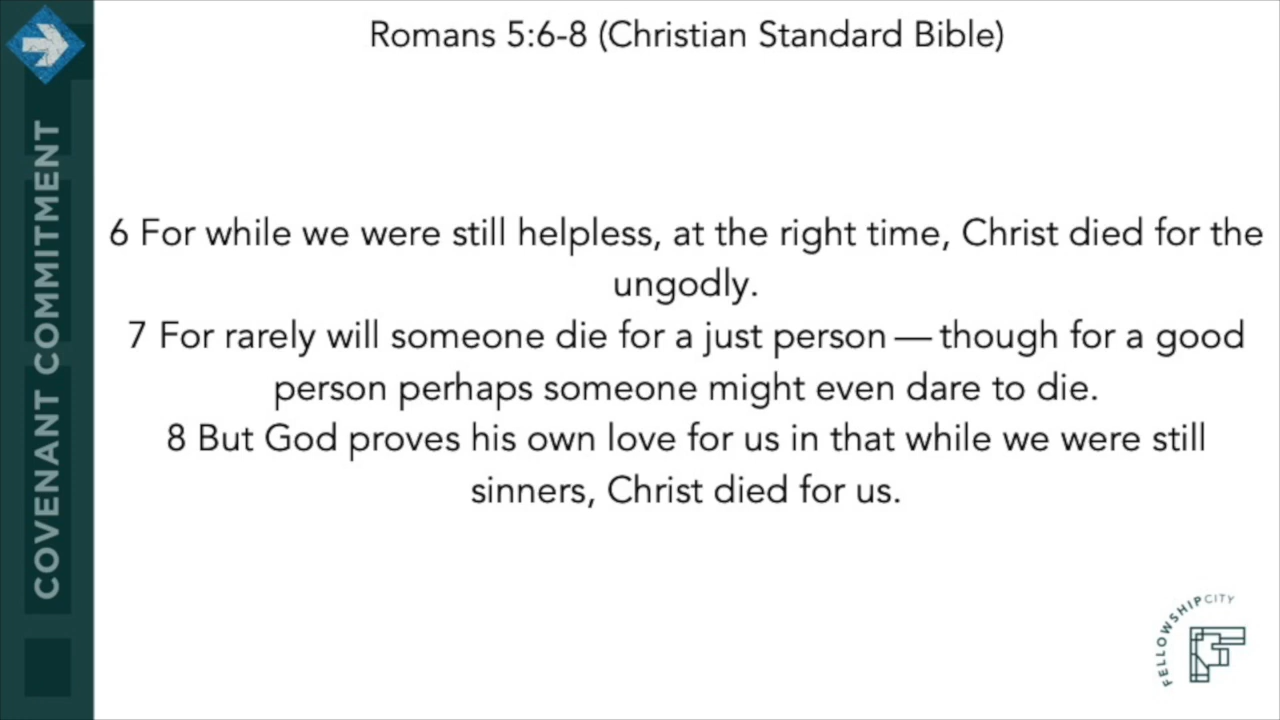 Romans 5:6-8 (Christian Standard Bible)
6 For while we were still helpless, at the right time, Christ died for the
ungodly.
7 For rarely will someone die for a just person — though for a good
person perhaps someone might even dare to die.
8 But God proves his own love for us in that while we were still
sinners, Christ died for us.
COVENANT COMMITMENT
FELLOWSHIPCITY